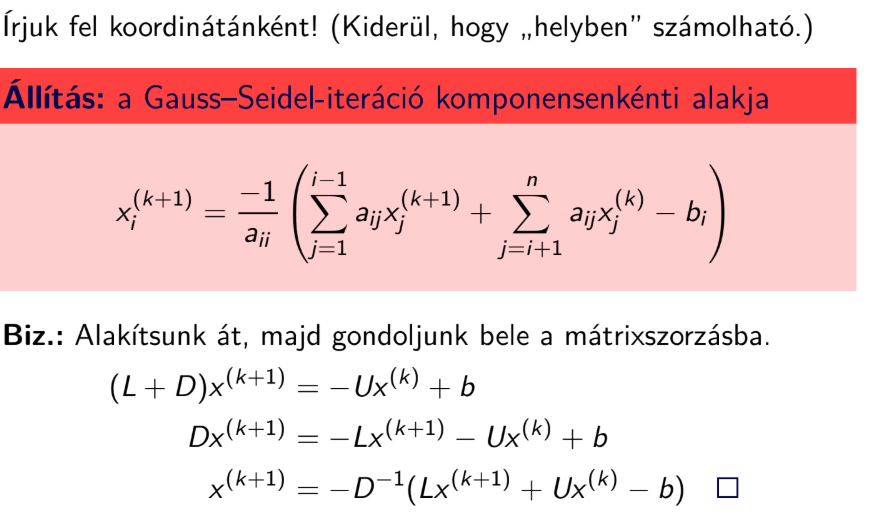 Írjuk fel koordinátánként! (Kiderül, hogy „helyben” számolható.)
Állítás: a Gauss–Seidel-iteráció komponensenkénti alakja
x_i^{(k+1)} = \frac{-1}{a_{ii}} \left( \sum_{j=1}^{i-1} a_{ij} x_j^{(k+1)} + \sum_{j=i+1}^{n} a_{ij} x_j^{(k)} - b_i \right)
Biz.: Alakítsunk át, majd gondoljunk bele a mátrixszorzásba.
(L + D)x^{(k+1)} = −Ux^{(k)} + b
Dx^{(k+1)} = −Lx^{(k+1)} − Ux^{(k)} + b
x^{(k+1)} = −D^{−1}(Lx^{(k+1)} + Ux^{(k)} − b) □